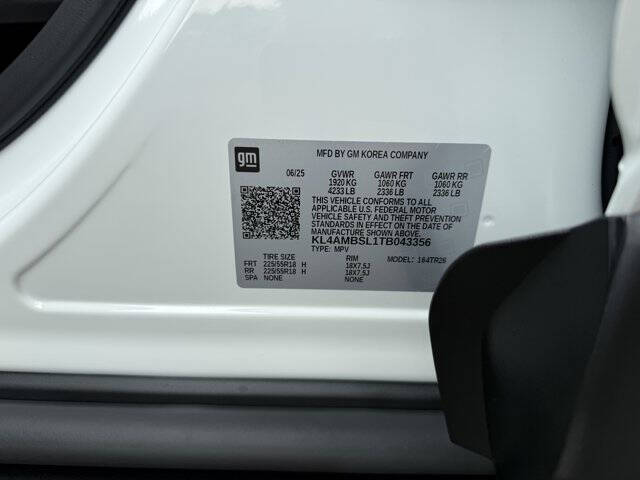 gm
MFD BY GM KOREA COMPANY
06/25 GVWR GAWR FRT GAWR RR
1920 KG 1060 KG 1060 KG
4233 LB 2336 LB 2336 LB
THIS VEHICLE CONFORMS TO ALL
APPLICABLE U.S. FEDERAL MOTOR
VEHICLE SAFETY AND THEFT PREVENTION
STANDARDS IN EFFECT ON THE DATE OF
MANUFACTURE SHOWN ABOVE.
KL4AMBSL1TB043356
TYPE: MPV
TIRE SIZE RIM MODEL: 1S4TR26
FRT 225/55R18 H 18X7.5J
RR 225/55R18 H 18X7.5J
SPA NONE NONE